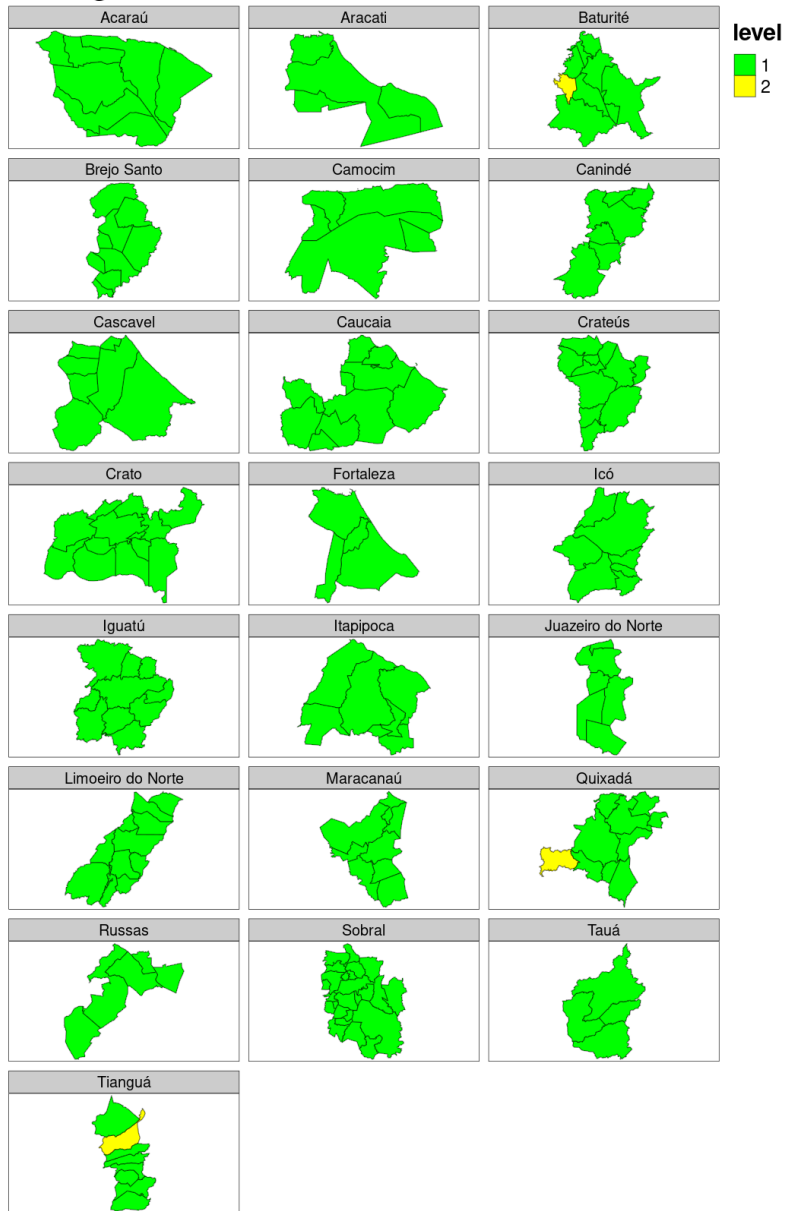 Acaraú
Aracati
Baturité
level
1
2
Brejo Santo
Camocim
Canindé
Cascavel
Caucaia
Crateús
Crato
Fortaleza
Icó
Iguatú
Itapipoca
Juazeiro do Norte
Limoeiro do Norte
Maracanaú
Quixadá
Russas
Sobral
Tauá
Tianguá